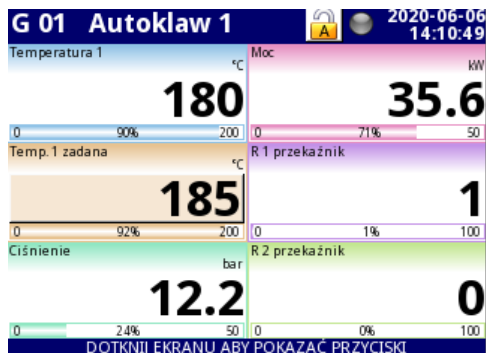 G 01 Autoklaw 1 A 2020-06-06
14:10:49
Temperatura 1
°C
180
0 90% 200
Moc
kW
35.6
0 71% 50
Temp. 1 zadana
°C
185
0 92% 200
R 1 przekaźnik
1
0 1% 100
Ciśnienie
bar
12.2
0 24% 50
R 2 przekaźnik
0
0 0% 100
DOTKNIJ EKRANU ABY POKAZAĆ PRZYCISKI